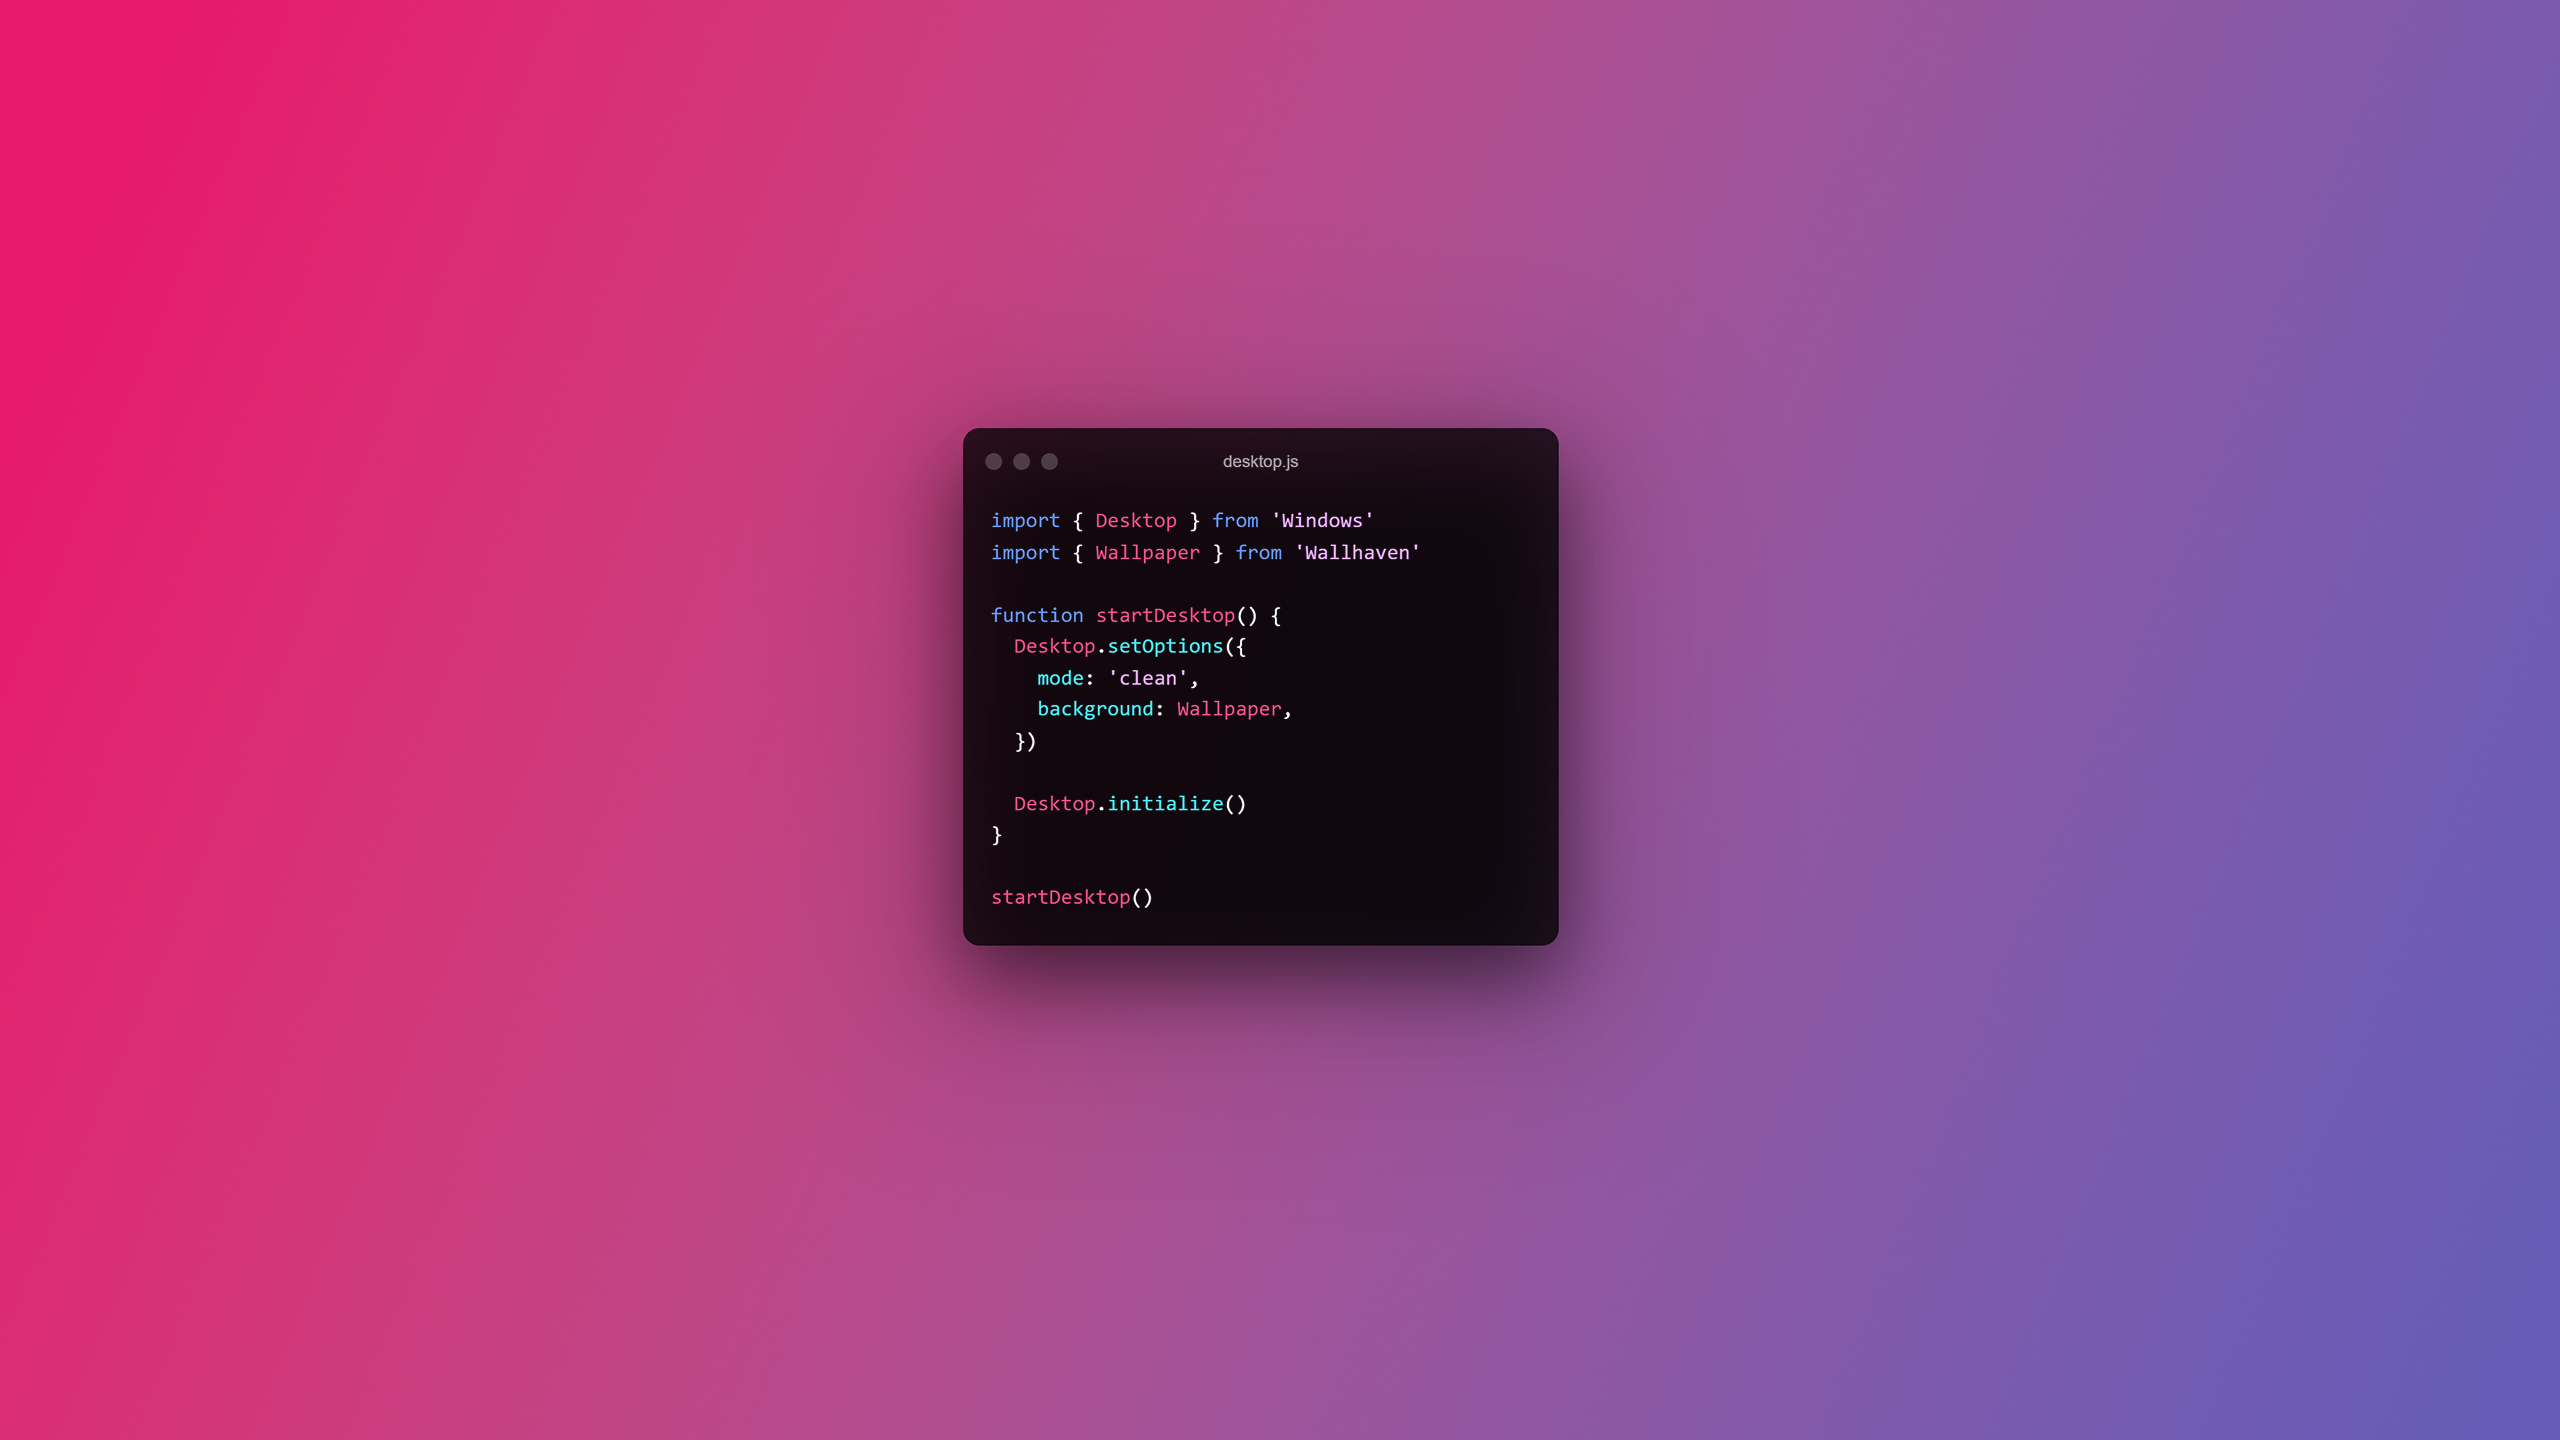 desktop.js
import { Desktop } from 'Windows'
import { Wallpaper } from 'Wallhaven'
function startDesktop() {
  Desktop.setOptions({
    mode: 'clean',
    background: Wallpaper,
  })
  Desktop.initialize()
}
startDesktop()